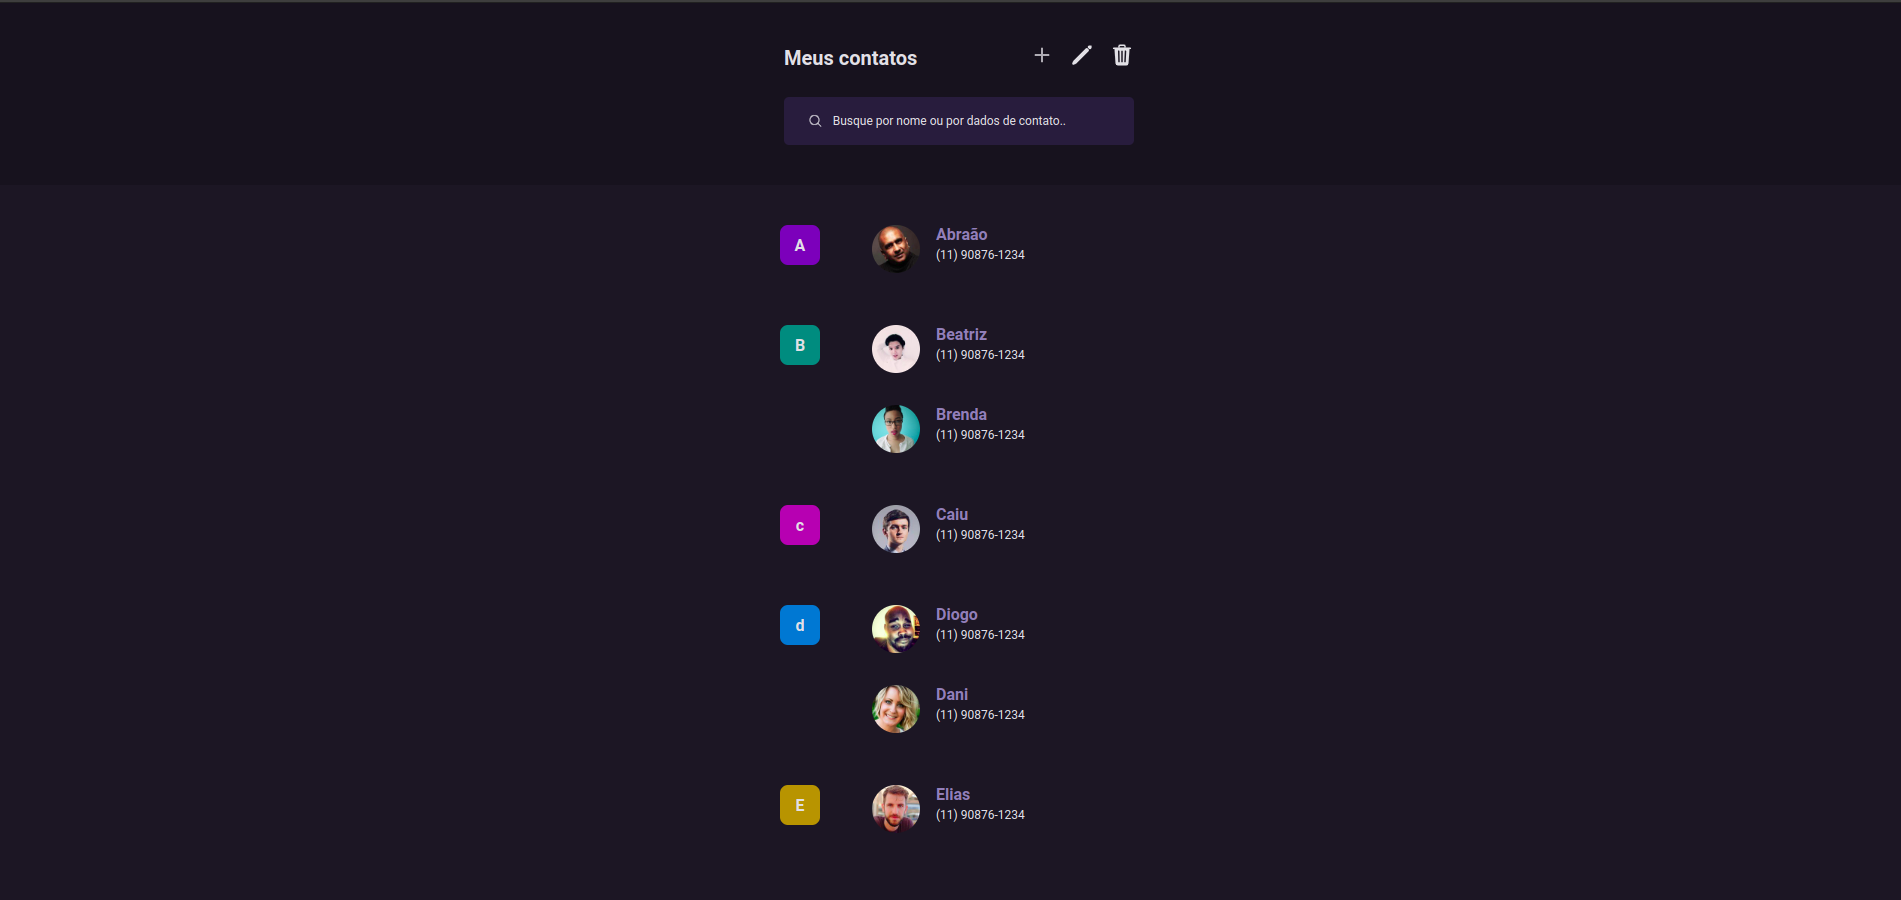 Meus contatos
Busque por nome ou por dados de contato..
A
Abraão
(11) 90876-1234
B
Beatriz
(11) 90876-1234
Brenda
(11) 90876-1234
c
Caiu
(11) 90876-1234
d
Diogo
(11) 90876-1234
Dani
(11) 90876-1234
E
Elias
(11) 90876-1234